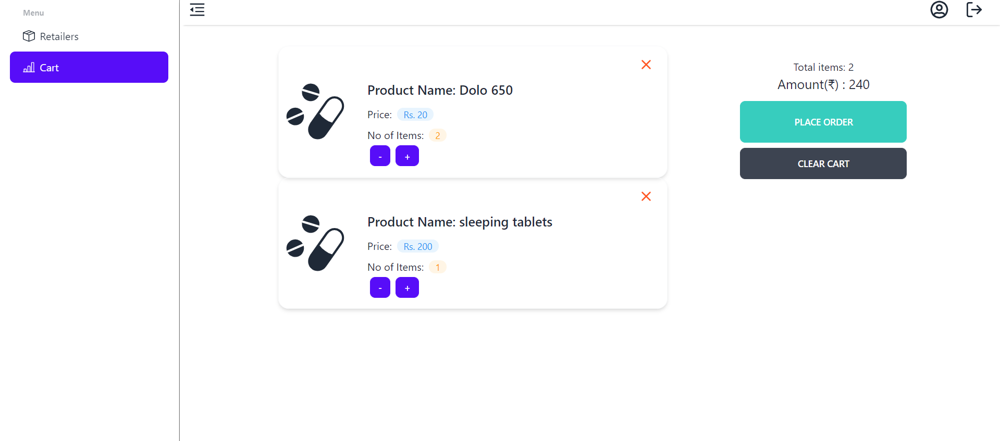 Menu
Retailers
Cart
Product Name: Dolo 650
Price: Rs. 20
No of Items: 2
- +
Product Name: sleeping tablets
Price: Rs. 200
No of Items: 1
- +
Total items: 2
Amount(₹) : 240
PLACE ORDER
CLEAR CART